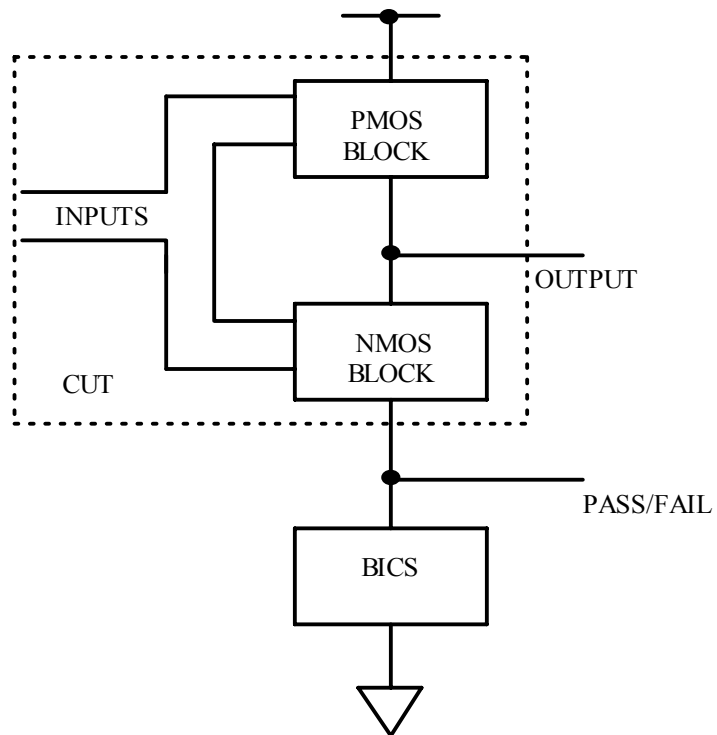 PMOS
BLOCK
INPUTS
OUTPUT
NMOS
BLOCK
CUT
PASS/FAIL
BICS